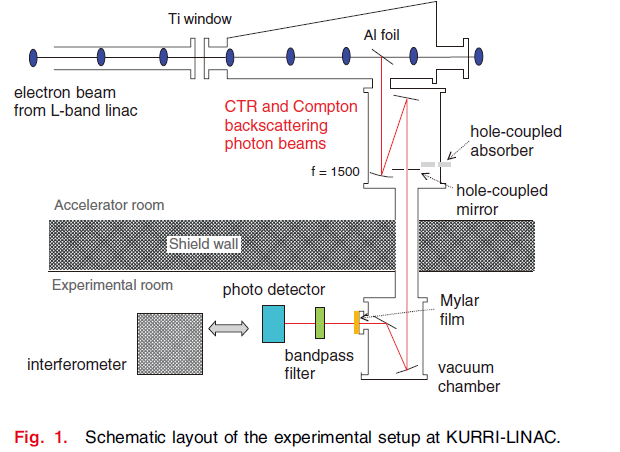 Ti window
Al foil
electron beam
from L-band linac
CTR and Compton
backscattering
photon beams
hole-coupled
absorber
f = 1500
hole-coupled
mirror
Accelerator room
Shield wall
Experimental room
photo detector
Mylar
film
interferometer
bandpass
filter
vacuum
chamber
Fig. 1. Schematic layout of the experimental setup at KURRI-LINAC.